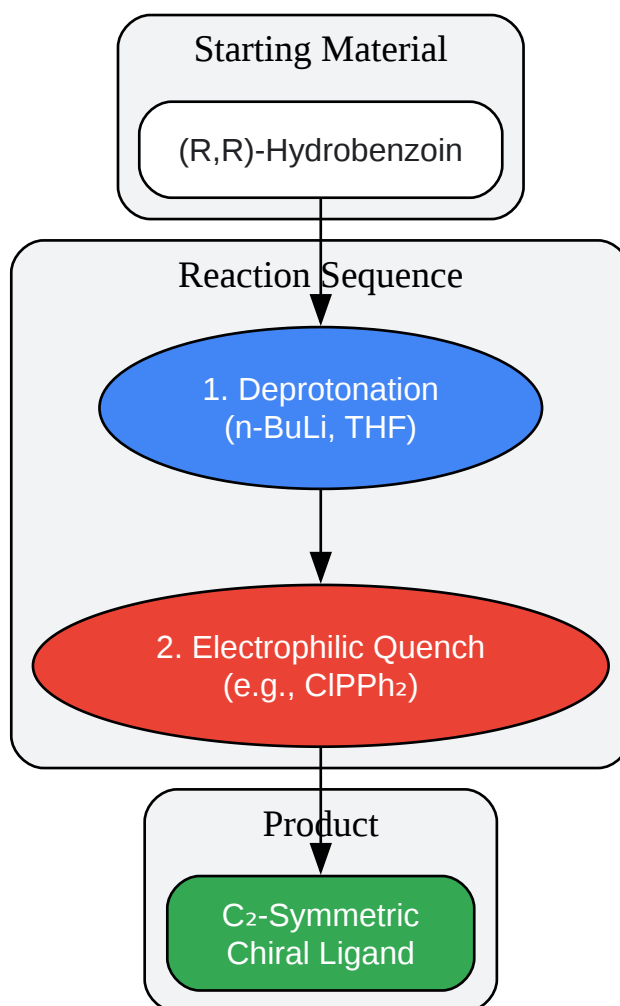 Starting Material
(R,R)-Hydrobenzoin
Reaction Sequence
1. Deprotonation
(n-BuLi, THF)
2. Electrophilic Quench
(e.g., ClPPh₂)
Product
C₂-Symmetric
Chiral Ligand